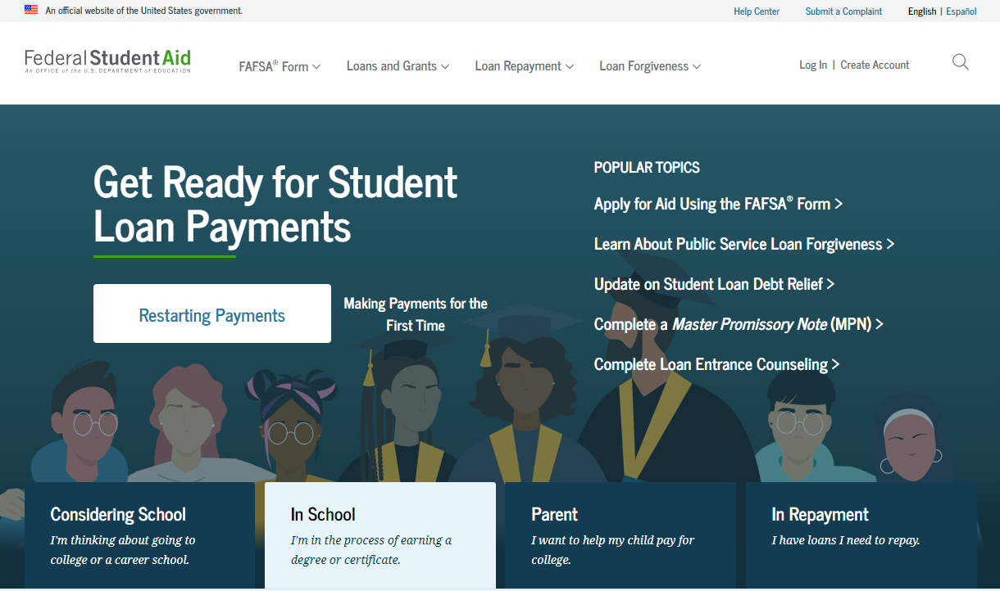 An official website of the United States government.
Help Center
Submit a Complaint
English | Español
Federal Student Aid
An OFFICE of the U.S. DEPARTMENT of EDUCATION
FAFSA® Form
Loans and Grants
Loan Repayment
Loan Forgiveness
Log In | Create Account
Get Ready for Student
Loan Payments
Restarting Payments
Making Payments for the
First Time
POPULAR TOPICS
Apply for Aid Using the FAFSA® Form >
Learn About Public Service Loan Forgiveness >
Update on Student Loan Debt Relief >
Complete a Master Promissory Note (MPN) >
Complete Loan Entrance Counseling >
Considering School
I'm thinking about going to
college or a career school.
In School
I'm in the process of earning a
degree or certificate.
Parent
I want to help my child pay for
college.
In Repayment
I have loans I need to repay.